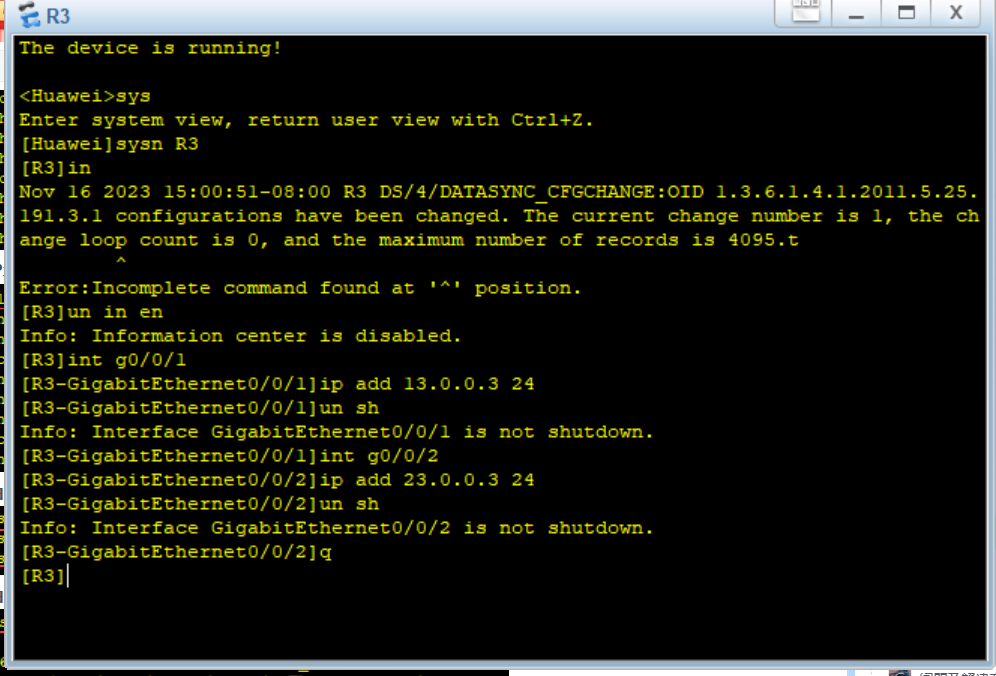 R3
The device is running!
<Huawei>sys
Enter system view, return user view with Ctrl+Z.
[Huawei]sysn R3
[R3]in
Nov 16 2023 15:00:51-08:00 R3 DS/4/DATASYNC_CFGCHANGE:OID 1.3.6.1.4.1.2011.5.25.
191.3.1 configurations have been changed. The current change number is 1, the ch
ange loop count is 0, and the maximum number of records is 4095.t
^
Error:Incomplete command found at '^' position.
[R3]un in en
Info: Information center is disabled.
[R3]int g0/0/1
[R3-GigabitEthernet0/0/1]ip add 13.0.0.3 24
[R3-GigabitEthernet0/0/1]un sh
Info: Interface GigabitEthernet0/0/1 is not shutdown.
[R3-GigabitEthernet0/0/1]int g0/0/2
[R3-GigabitEthernet0/0/2]ip add 23.0.0.3 24
[R3-GigabitEthernet0/0/2]un sh
Info: Interface GigabitEthernet0/0/2 is not shutdown.
[R3-GigabitEthernet0/0/2]q
[R3]